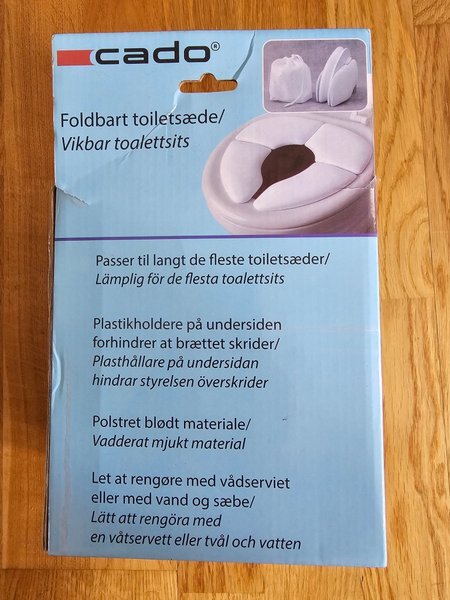 cado®
Foldbart toiletsæde/
Vikbar toalettsits
Passer til langt de fleste toiletsæder/
Lämplig för de flesta toalettsits
Plastikholdere på undersiden
forhindrer at brættet skrider/
Plasthållare på undersidan
hindrar styrelsen överskrider
Polstret blødt materiale/
Vadderat mjukt material
Let at rengøre med vådserviet
eller med vand og sæbe/
Lätt att rengöra med
en våtservett eller tvål och vatten